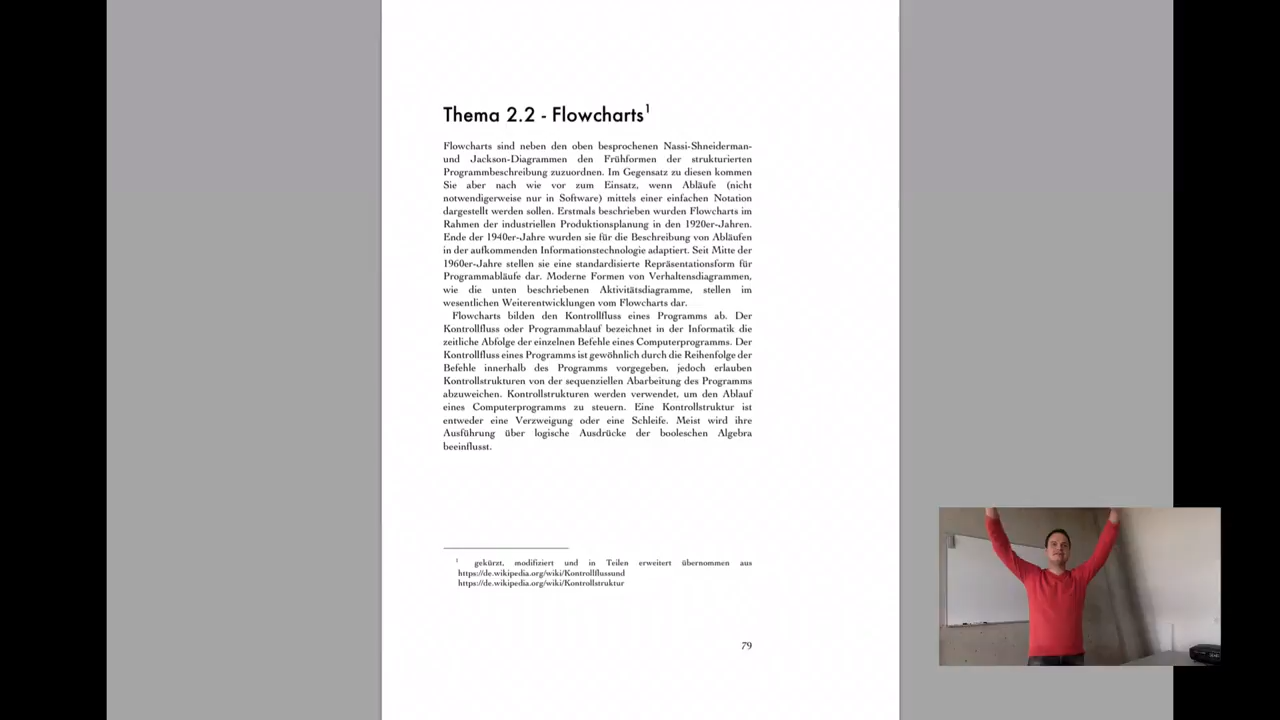 Thema 2.2 - Flowcharts1
Flowcharts sind neben den oben besprochenen Nassi-Shneiderman-
und Jackson-Diagrammen den Frühformen der strukturierten
Programmbeschreibung zuzuordnen. Im Gegensatz zu diesen kommen
Sie aber nach wie vor zum Einsatz, wenn Abläufe (nicht
notwendigerweise nur in Software) mittels einer einfachen Notation
dargestellt werden sollen. Erstmals beschrieben wurden Flowcharts im
Rahmen der industriellen Produktionsplanung in den 1920er-Jahren.
Ende der 1940er-Jahre wurden sie für die Beschreibung von Abläufen
in der aufkommenden Informationstechnologie adaptiert. Seit Mitte der
1960er-Jahre stellen sie eine standardisierte Repräsentationsform für
Programmabläufe dar. Moderne Formen von Verhaltensdiagrammen,
wie die unten beschriebenen Aktivitätsdiagramme, stellen im
wesentlichen Weiterentwicklungen vom Flowcharts dar.
Flowcharts bilden den Kontrollfluss eines Programms ab. Der
Kontrollfluss oder Programmablauf bezeichnet in der Informatik die
zeitliche Abfolge der einzelnen Befehle eines Computerprogramms. Der
Kontrollfluss eines Programms ist gewöhnlich durch die Reihenfolge der
Befehle innerhalb des Programms vorgegeben, jedoch erlauben
Kontrollstrukturen von der sequenziellen Abarbeitung des Programms
abzuweichen. Kontrollstrukturen werden verwendet, um den Ablauf
eines Computerprogramms zu steuern. Eine Kontrollstruktur ist
entweder eine Verzweigung oder eine Schleife. Meist wird ihre
Ausführung über logische Ausdrücke der booleschen Algebra
beeinflusst.
1 gekürzt, modifiziert und in Teilen erweitert übernommen aus
https://de.wikipedia.org/wiki/Kontrollflussund
https://de.wikipedia.org/wiki/Kontrollstruktur
79